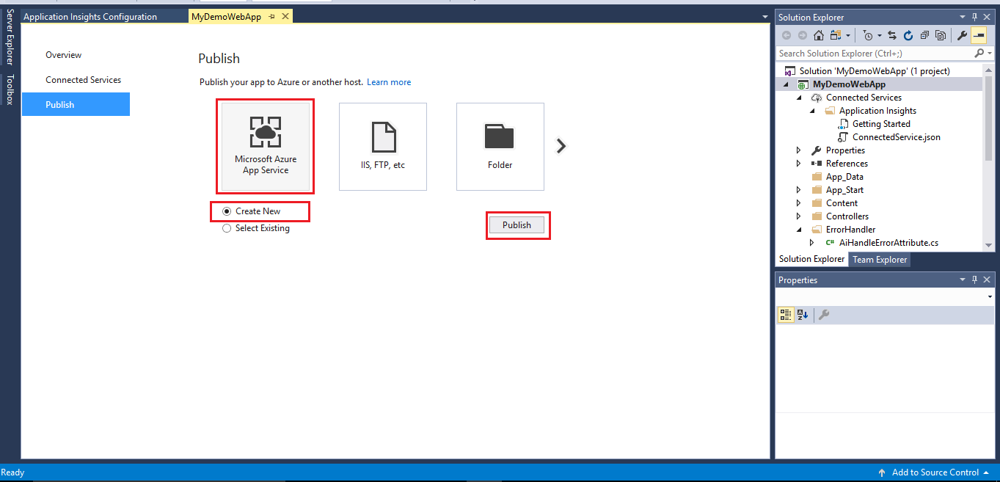 Application Insights Configuration
MyDemoWebApp
Server Explorer
Toolbox
Overview
Connected Services
Publish
Publish
Publish your app to Azure or another host. Learn more
Microsoft Azure
App Service
IIS, FTP, etc
Folder
Create New
Select Existing
Publish
Solution Explorer
Search Solution Explorer (Ctrl+;)
Solution 'MyDemoWebApp' (1 project)
MyDemoWebApp
Connected Services
Application Insights
Getting Started
ConnectedService.json
Properties
References
App_Data
App_Start
Content
Controllers
ErrorHandler
C# AiHandleErrorAttribute.cs
Solution Explorer
Team Explorer
Properties
Ready
Add to Source Control